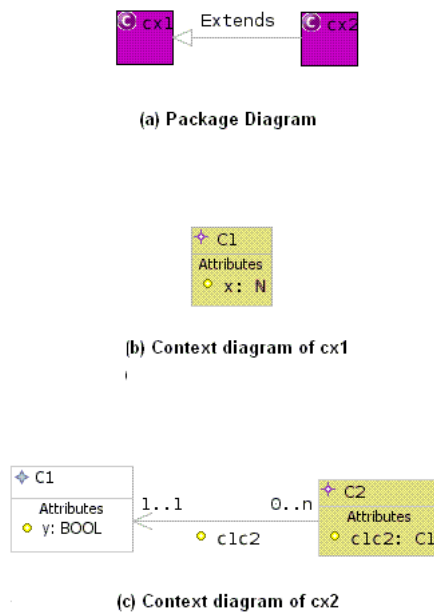 C cx1
Extends
C cx2
(a) Package Diagram
C1
Attributes
x: ℕ
(b) Context diagram of cx1
(
C1
Attributes
y: BOOL
1..1
0..n
c1c2
C2
Attributes
c1c2: C1
(c) Context diagram of cx2